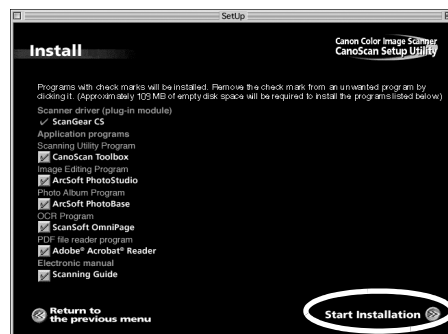 SetUp
Install
Canon Color Image Scanner
CanoScan Setup Utility
Programs with check marks will be installed. Remove the check mark from an unwanted program by
clicking it. (Approximately 109 MB of empty disk space will be required to install the programs listed below)
Scanner driver (plug-in module)
ScanGear CS
Application programs
Scanning Utility Program
CanoScan Toolbox
Image Editing Program
ArcSoft PhotoStudio
Photo Album Program
ArcSoft PhotoBase
OCR Program
ScanSoft OmniPage
PDF file reader program
Adobe® Acrobat® Reader
Electronic manual
Scanning Guide
Return to
the previous menu
Start Installation